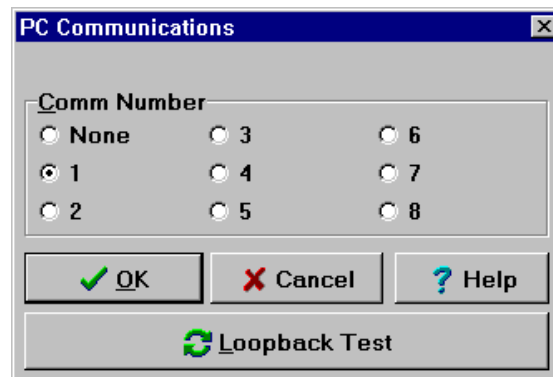 PC Communications
Comm Number
None 3 6
1 4 7
2 5 8
OK Cancel Help
Loopback Test